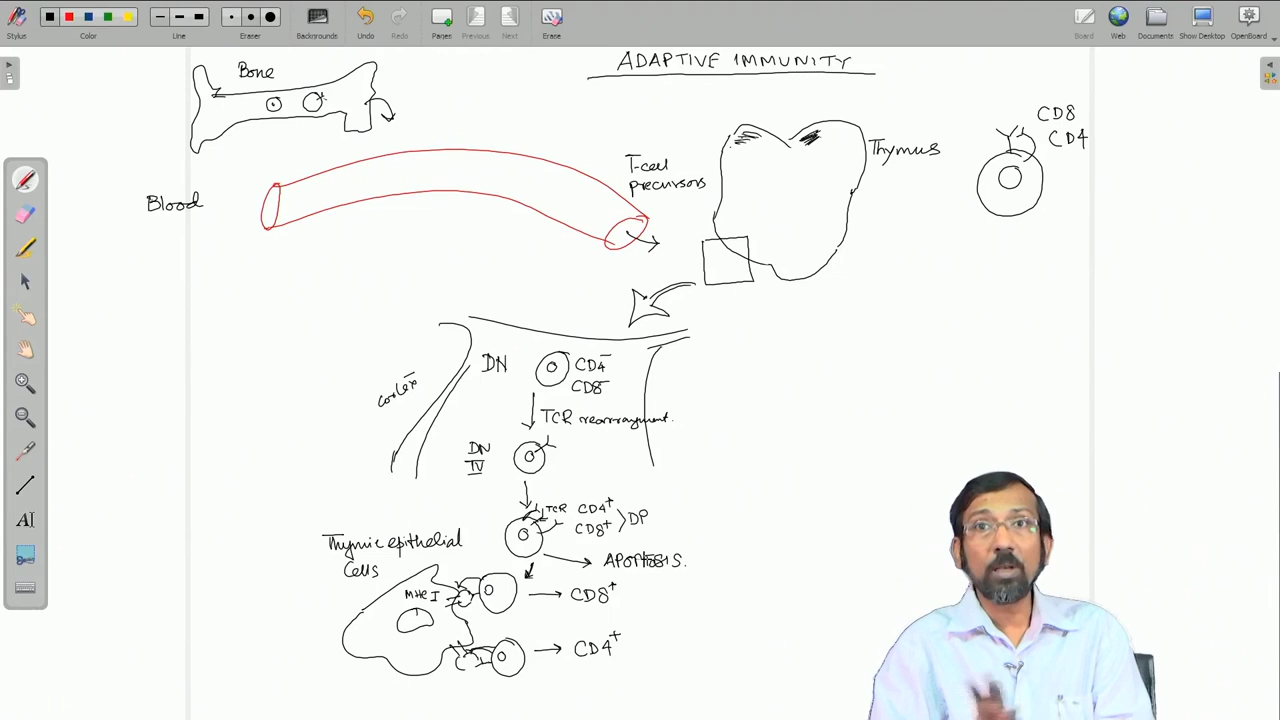 Stylus
Color
Line
Eraser
Backgrounds
Undo
Redo
Pages
Previous
Next
Erase
Board
Web
Documents
Show Desktop
OpenBoard
ADAPTIVE IMMUNITY
Bone
CD8
CD4
Thymus
T-cell
precursors
Blood
DN
CD4-
CD8-
cortex
TCR rearrangment.
DN
IV
TCR
CD4+
CD8+
DP
Thymic epithelial
Cells
APOPTOSIS.
MHC I
CD8+
CD4+